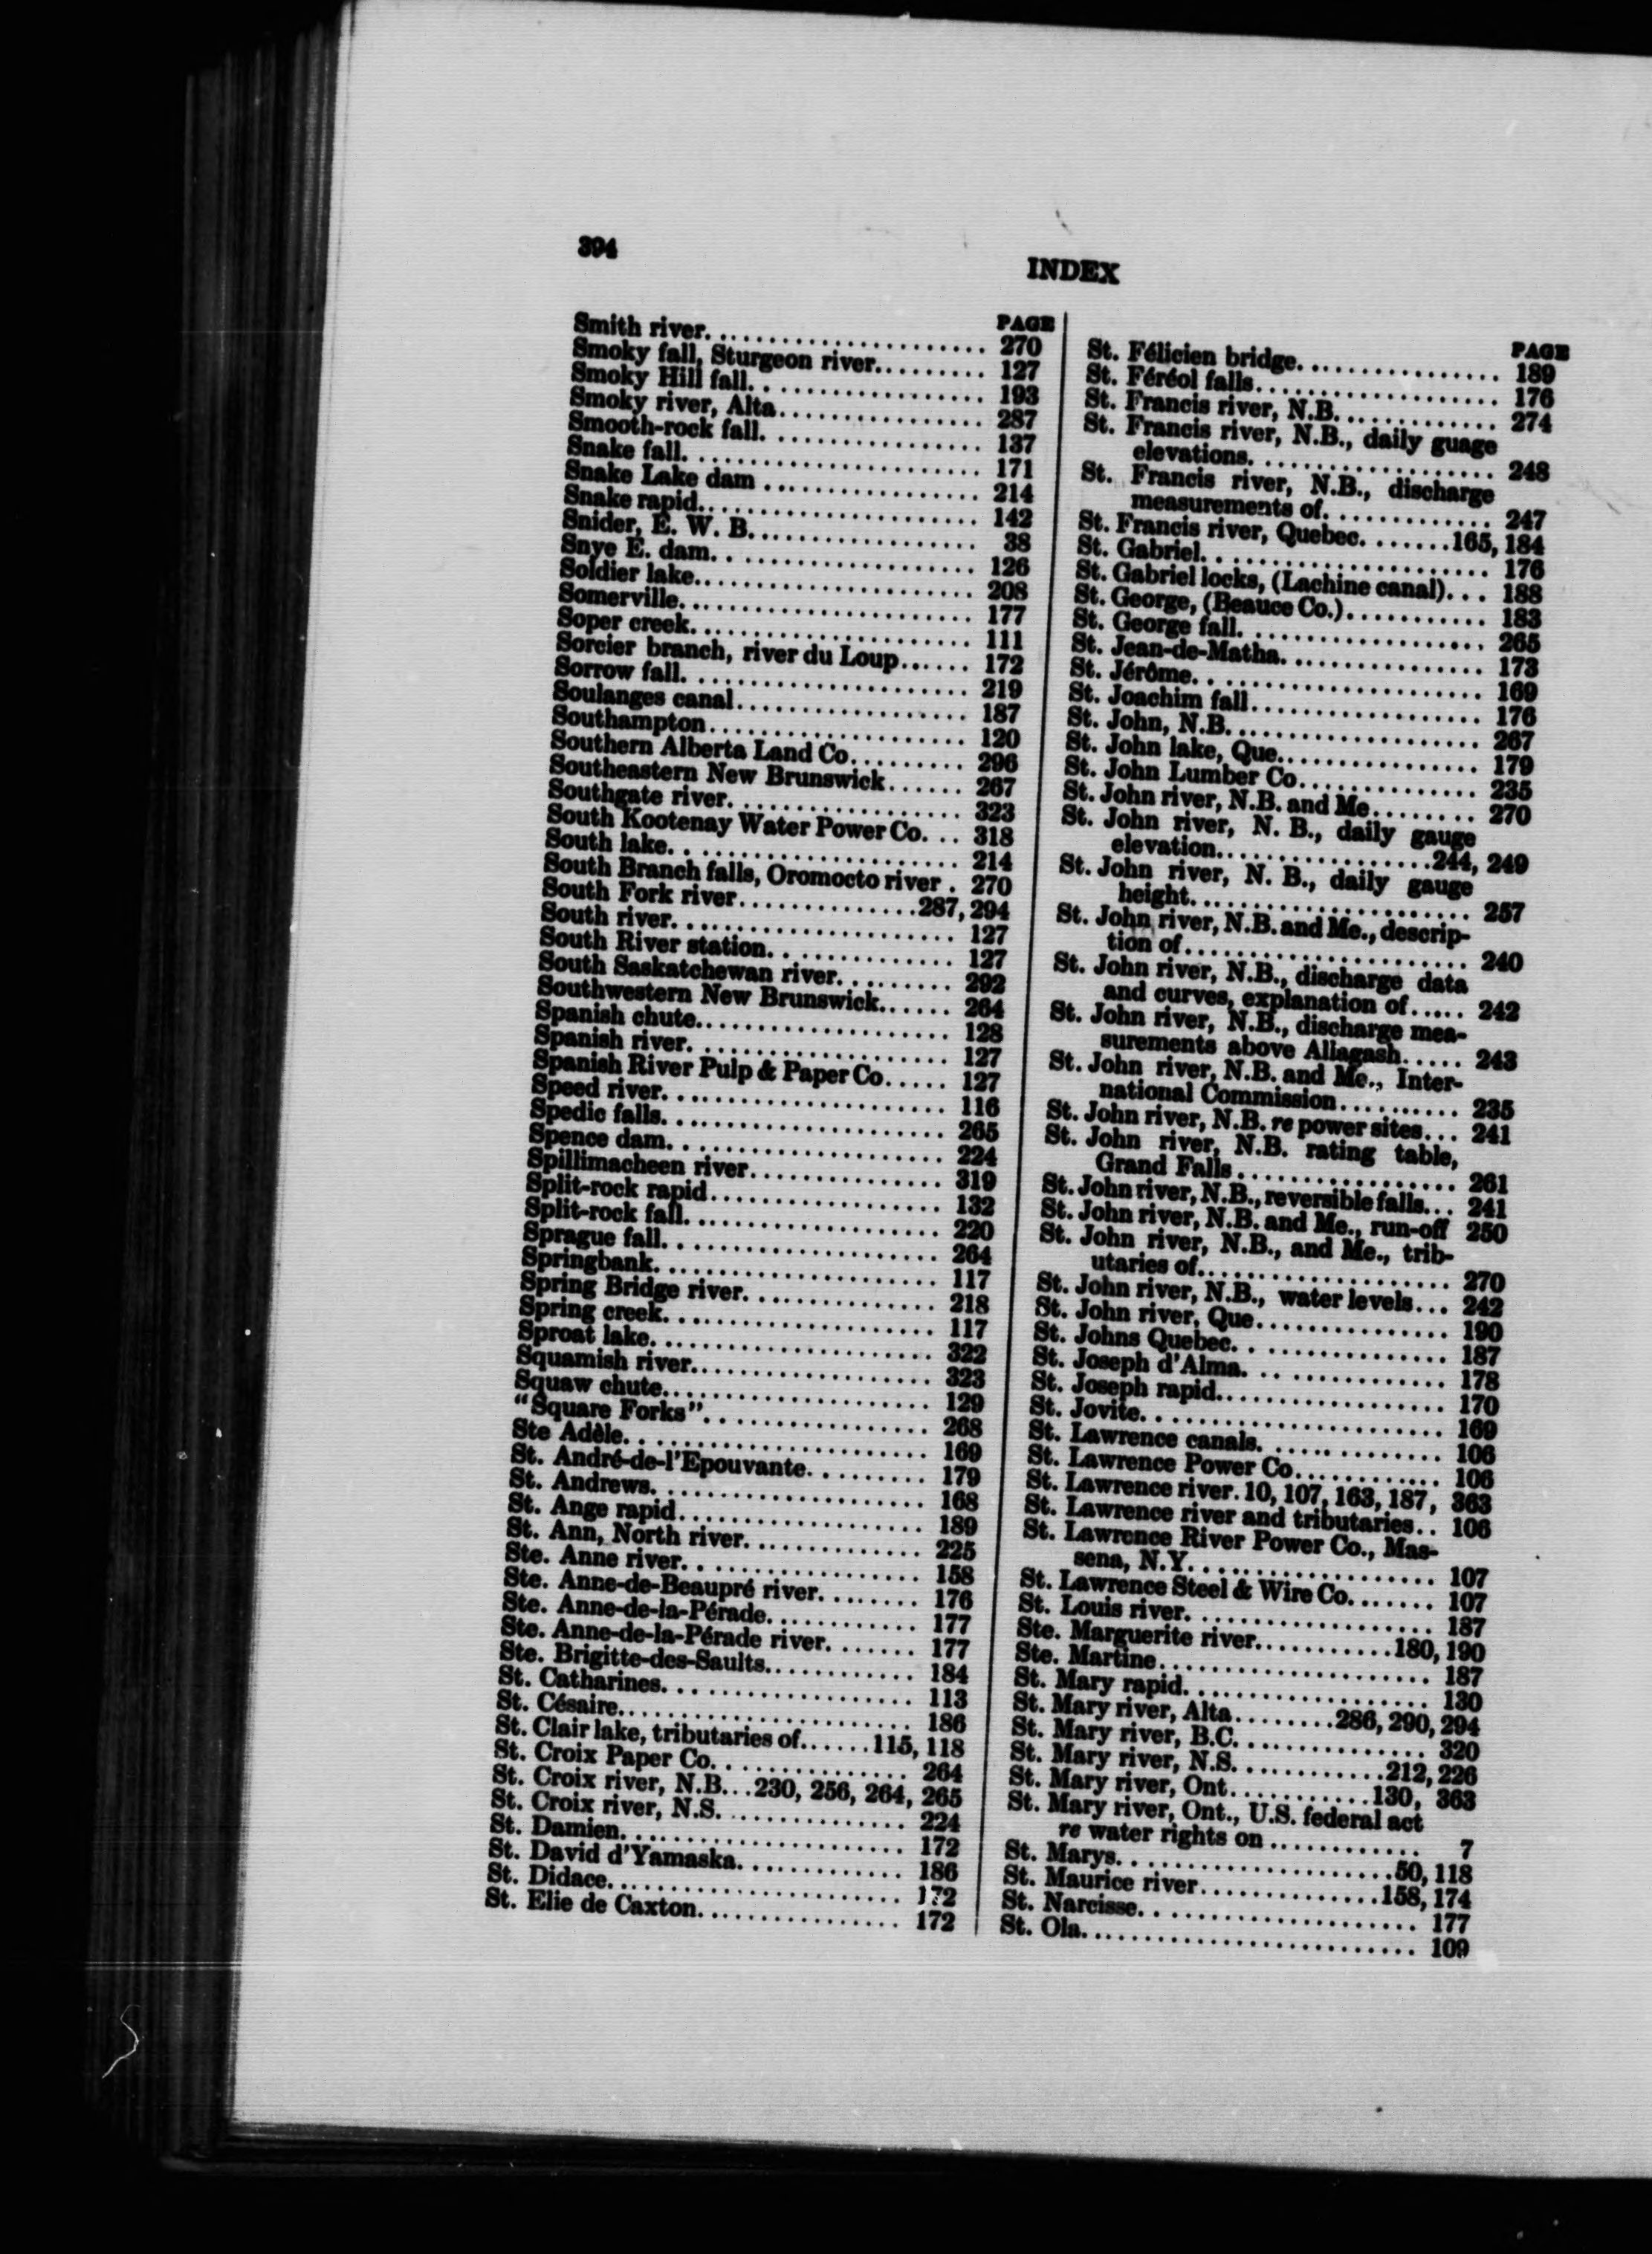 394
INDEX
PAGE
Smith river....................... 270
Smoky fall, Sturgeon river......... 127
Smoky Hill fall................... 193
Smoky river, Alta................ 287
Smooth-rock fall.................. 137
Snake fall........................ 171
Snake Lake dam ................. 214
Snake rapid...................... 142
Snider, E. W. B.................. 38
Snye E. dam..................... 126
Soldier lake...................... 208
Somerville....................... 177
Soper creek...................... 111
Sorcier branch, river du Loup...... 172
Sorrow fall....................... 219
Soulanges canal.................. 187
Southampton.................... 120
Southern Alberta Land Co......... 296
Southeastern New Brunswick...... 267
Southgate river.................. 323
South Kootenay Water Power Co... 318
South lake....................... 214
South Branch falls, Oromocto river . 270
South Fork river..............287, 294
South river...................... 127
South River station............... 127
South Saskatchewan river......... 292
Southwestern New Brunswick...... 264
Spanish chute.................... 128
Spanish river..................... 127
Spanish River Pulp & Paper Co..... 127
Speed river...................... 116
Spedic falls...................... 265
Spence dam...................... 224
Spillimacheen river............... 319
Split-rock rapid.................. 132
Split-rock fall.................... 220
Sprague fall...................... 264
Springbank...................... 117
Spring Bridge river............... 218
Spring creek..................... 117
Sproat lake...................... 322
Squamish river................... 323
Squaw chute..................... 129
"Square Forks".................. 268
Ste Adèle........................ 169
St. André-de-l'Epouvante......... 179
St. Andrews..................... 168
St. Ange rapid................... 189
St. Ann, North river.............. 225
Ste. Anne river................... 158
Ste. Anne-de-Beaupré river........ 176
Ste. Anne-de-la-Pérade............ 177
Ste. Anne-de-la-Pérade river....... 177
Ste. Brigitte-des-Saults............ 184
St. Catharines.................... 113
St. Césaire....................... 186
St. Clair lake, tributaries of......115, 118
St. Croix Paper Co................ 264
St. Croix river, N.B...230, 256, 264, 265
St. Croix river, N.S............... 224
St. Damien...................... 172
St. David d'Yamaska............. 186
St. Didace....................... 172
St. Elie de Caxton................ 172
PAGE
St. Félicien bridge................ 189
St. Féréol falls................... 176
St. Francis river, N.B............. 274
St. Francis river, N.B., daily guage
elevations................... 248
St. Francis river, N.B., discharge
measurements of............. 247
St. Francis river, Quebec.......165, 184
St. Gabriel....................... 176
St. Gabriel locks, (Lachine canal)... 188
St. George, (Beauce Co.)........... 183
St. George fall................... 265
St. Jean-de-Matha................ 173
St. Jérôme....................... 169
St. Joachim fall.................. 176
St. John, N.B.................... 267
St. John lake, Que................ 179
St. John Lumber Co.............. 235
St. John river, N.B. and Me......... 270
St. John river, N. B., daily gauge
elevation.................244, 249
St. John river, N. B., daily gauge
height...................... 257
St. John river, N.B. and Me., descrip-
tion of...................... 240
St. John river, N.B., discharge data
and curves, explanation of..... 242
St. John river, N.B., discharge mea-
surements above Allagash..... 243
St. John river, N.B. and Me., Inter-
national Commission.......... 235
St. John river, N.B. re power sites... 241
St. John river, N.B. rating table,
Grand Falls................. 261
St. John river, N.B., reversible falls... 241
St. John river, N.B. and Me., run-off 250
St. John river, N.B., and Me., trib-
utaries of.................... 270
St. John river, N.B., water levels... 242
St. John river, Que............... 190
St. Johns Quebec................. 187
St. Joseph d'Alma................ 178
St. Joseph rapid.................. 170
St. Jovite........................ 169
St. Lawrence canals............... 106
St. Lawrence Power Co............ 106
St. Lawrence river. 10, 107, 163, 187, 363
St. Lawrence river and tributaries.. 106
St. Lawrence River Power Co., Mas-
sena, N.Y................... 107
St. Lawrence Steel & Wire Co....... 107
St. Louis river.................... 187
Ste. Marguerite river...........180, 190
Ste. Martine..................... 187
St. Mary rapid................... 130
St. Mary river, Alta........286, 290, 294
St. Mary river, B.C............... 320
St. Mary river, N.S............212, 226
St. Mary river, Ont...........130, 363
St. Mary river, Ont., U.S. federal act
re water rights on ............ 7
St. Marys......................50, 118
St. Maurice river...............158, 174
St. Narcisse...................... 177
St. Ola.......................... 109